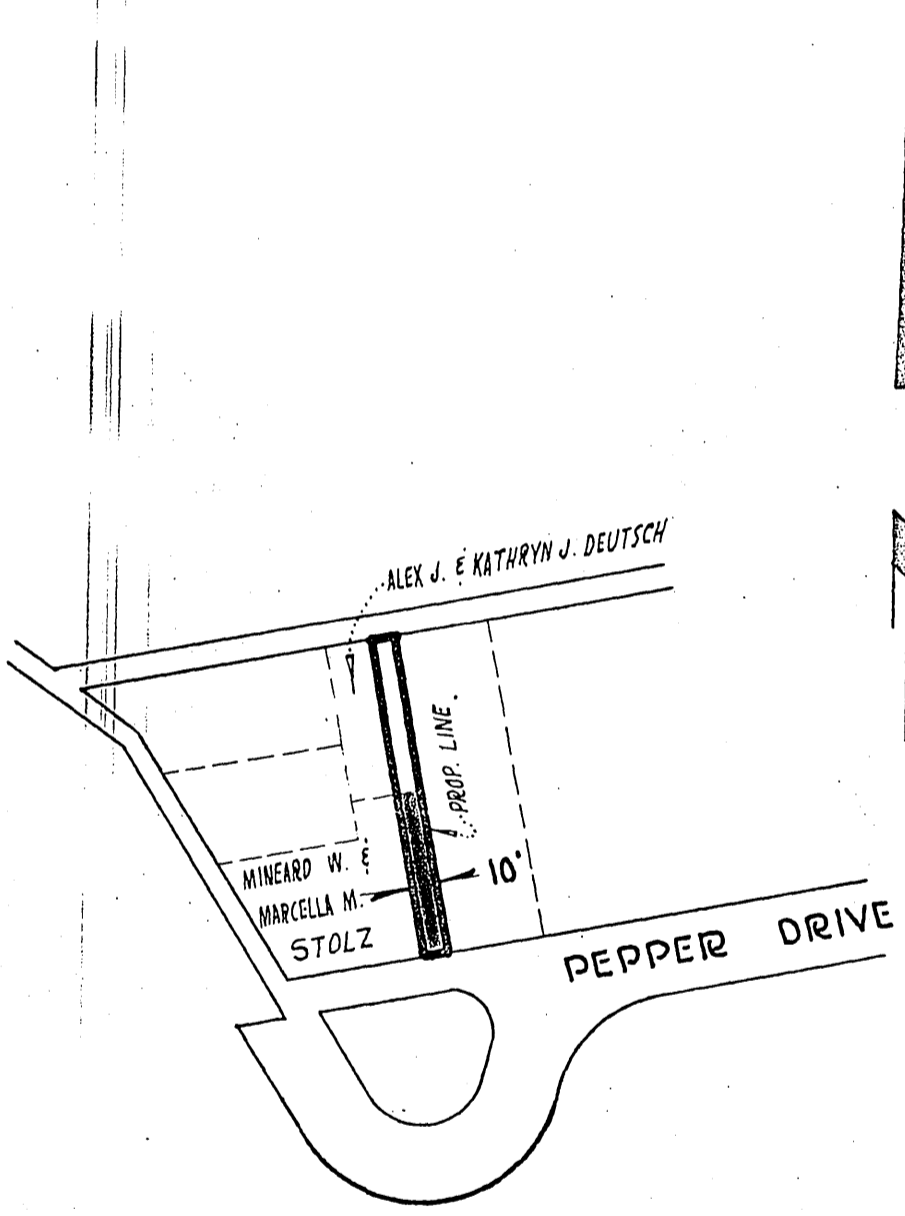 ALEX J. & KATHRYN J. DEUTSCH
PROP. LINE.
MINEARD W. &
MARCELLA M.
STOLZ
10'
PEPPER DRIVE